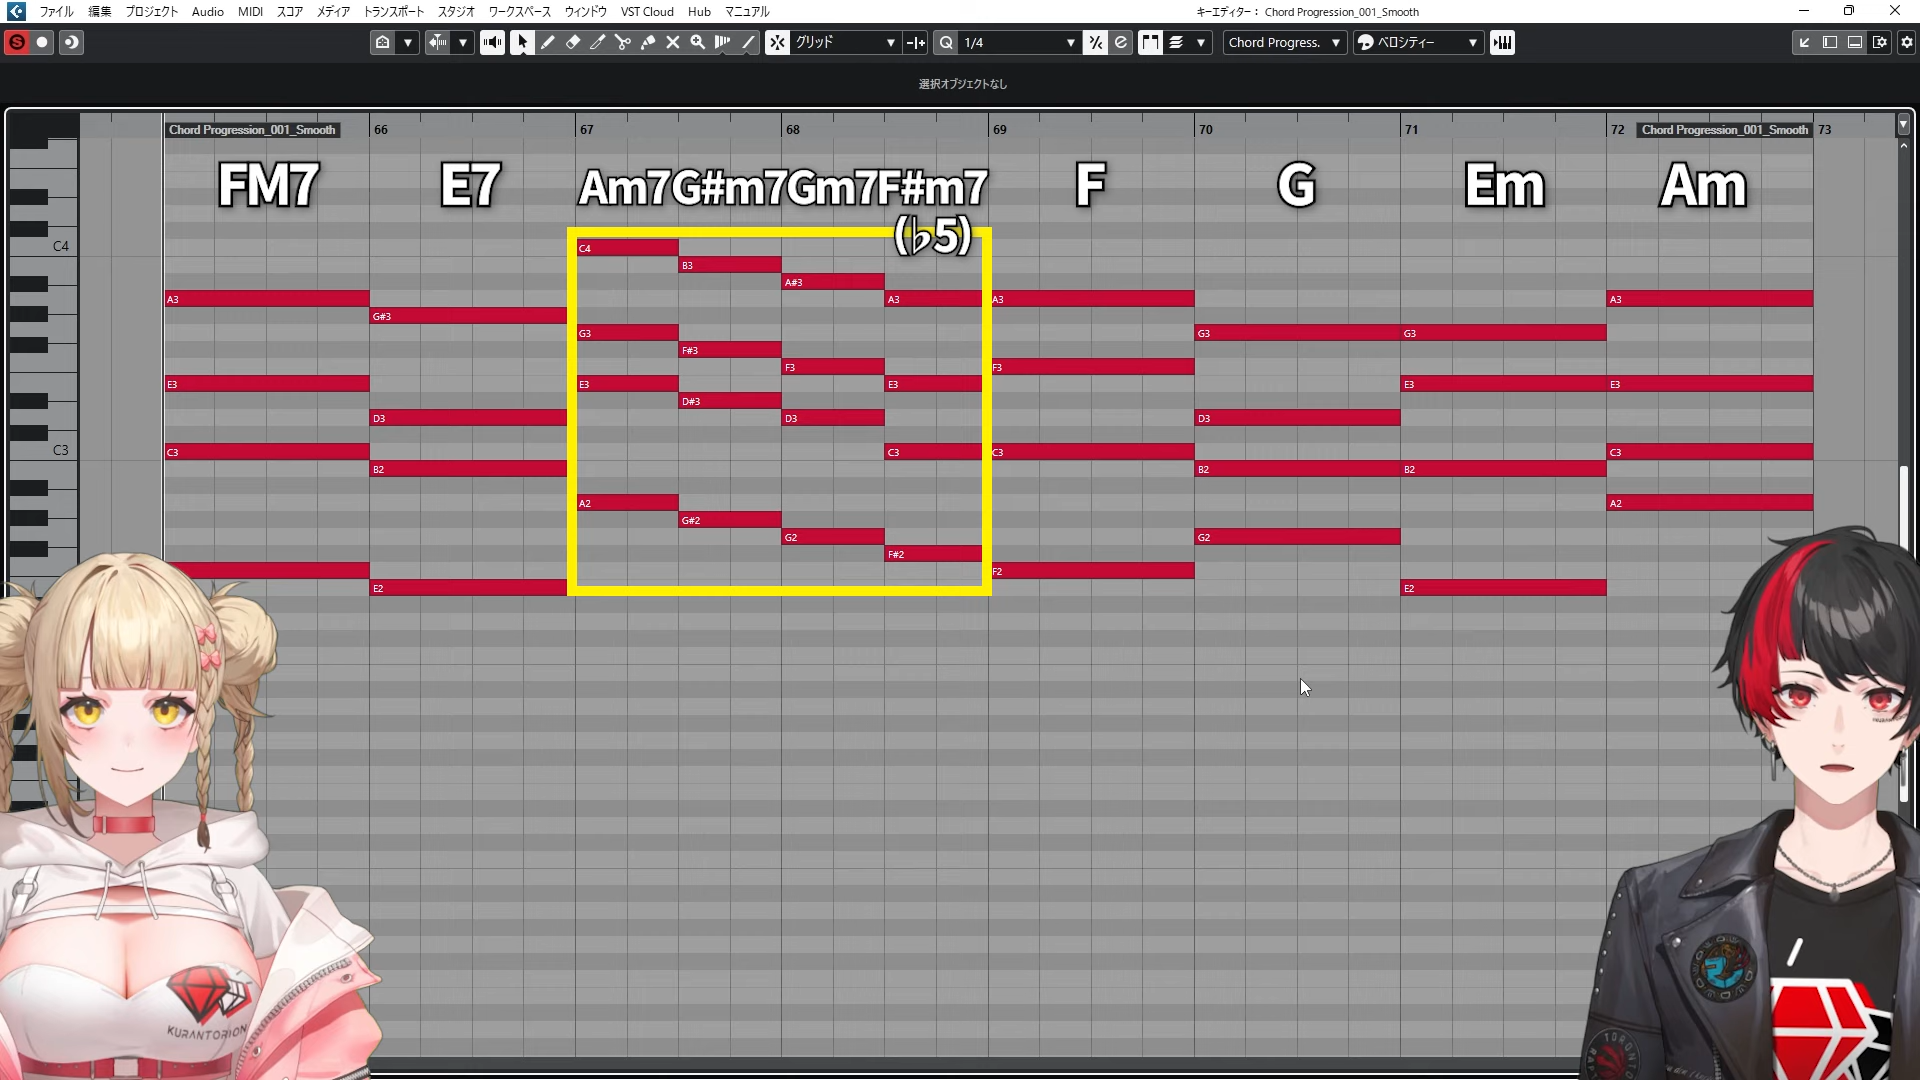 ファイル 編集 プロジェクト Audio MIDI スコア メディア トランスポート スタジオ ワークスペース ウィンドウ VST Cloud Hub マニュアル
キーエディター： Chord Progression_001_Smooth
グリッド Q 1/4 Chord Progress. ベロシティー
選択オブジェクトなし
Chord Progression_001_Smooth 66 67 68 69 70 71 72 Chord Progression_001_Smooth 73
FM7 E7 Am7G#m7Gm7F#m7 F G Em Am
(♭5)
C4
C4
B3
A#3
A3 A3 A3 A3
G#3
G3 G3 G3
F#3
F3 F3
E3 E3 E3 E3 E3
D#3
D3 D3 D3
C3
C3 C3 C3 C3
B2 B2 B2
A2 A2
G#2
G2 G2
F#2
F2
E2 E2
KURANTORION
TORONTO